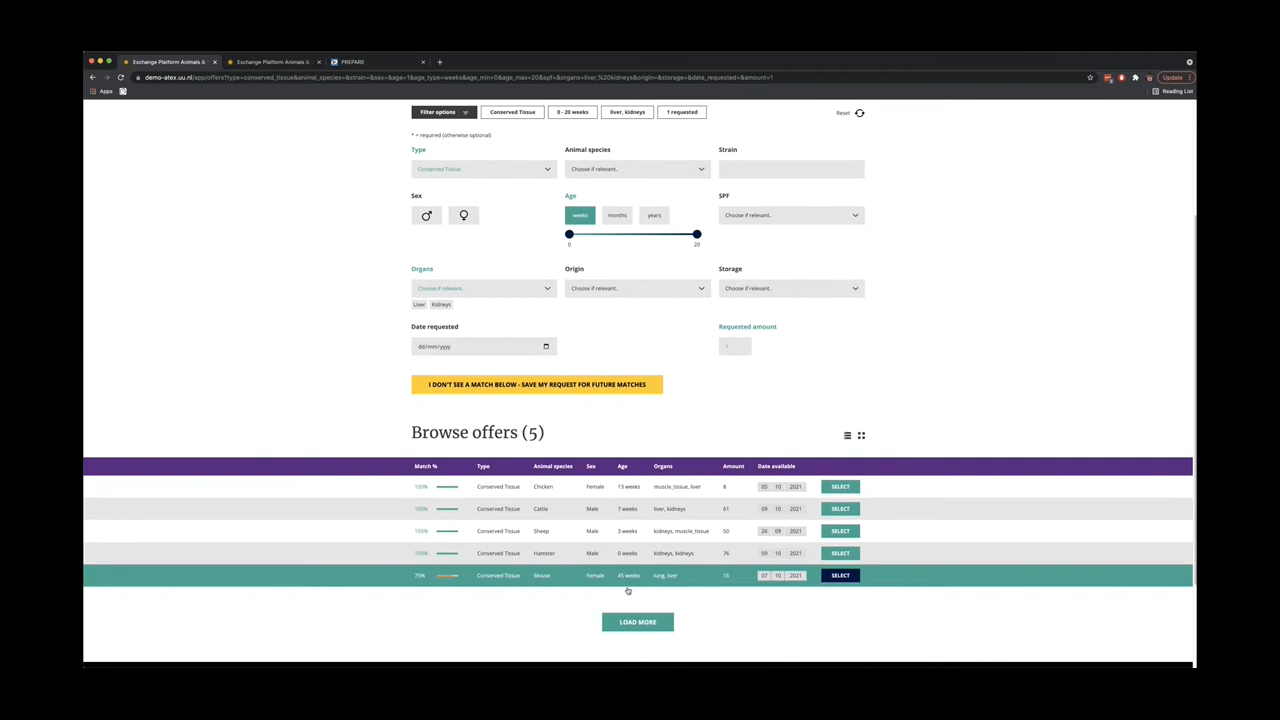 Exchange Platform Animals &
Exchange Platform Animals &
PREPARE
demo-atex.uu.nl/app/offers?type=conserved_tissue&animal_species=&strain=&sex=&age=1&age_type=weeks&age_min=0&age_max=20&spf=&organs=liver,%20kidneys&origin=&storage=&date_requested=&amount=1
Update
Apps
Reading List
Filter options
Conserved Tissue
0 - 20 weeks
liver, kidneys
1 requested
Reset
* = required (otherwise optional)
Type
Animal species
Strain
Conserved Tissue
Choose if relevant..
Sex
Age
SPF
weeks
months
years
Choose if relevant..
0
20
Organs
Origin
Storage
Choose if relevant..
Choose if relevant..
Choose if relevant..
Liver
Kidneys
Date requested
Requested amount
dd/mm/yyyy
I DON'T SEE A MATCH BELOW - SAVE MY REQUEST FOR FUTURE MATCHES
Browse offers (5)
Match % Type Animal species Sex Age Organs Amount Date available
100% Conserved Tissue Chicken Female 13 weeks muscle_tissue, liver 8 05 10 2021 SELECT
100% Conserved Tissue Cattle Male 7 weeks liver, kidneys 61 09 10 2021 SELECT
100% Conserved Tissue Sheep Male 3 weeks kidneys, muscle_tissue 50 26 09 2021 SELECT
100% Conserved Tissue Hamster Male 0 weeks kidneys, kidneys 76 09 10 2021 SELECT
75% Conserved Tissue Mouse Female 45 weeks lung, liver 16 07 10 2021 SELECT
LOAD MORE